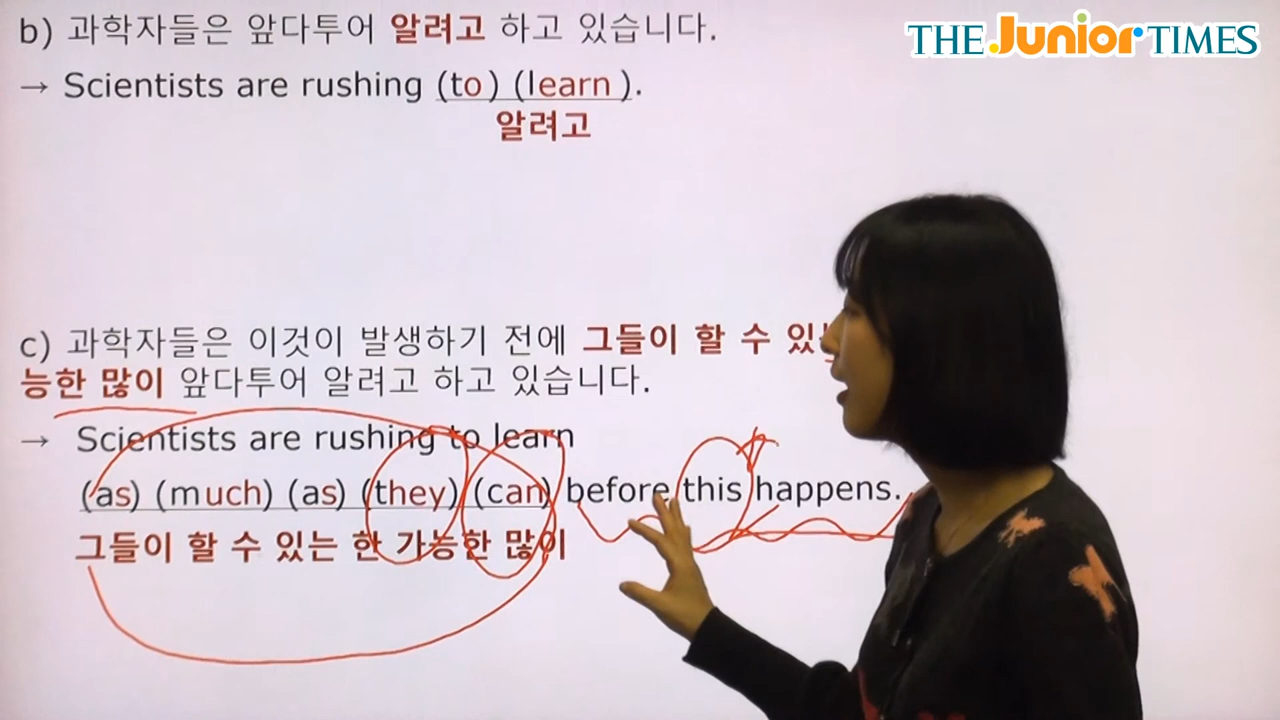 THE Junior TIMES
b) 과학자들은 앞다투어 알려고 하고 있습니다.
→ Scientists are rushing (to) (learn).
알려고
c) 과학자들은 이것이 발생하기 전에 그들이 할 수
능한 많이 앞다투어 알려고 하고 있습니다.
→ Scientists are rushing to learn
(as) (much) (as) (they) (can) before this happens.
그들이 할 수 있는 한 가능한 많이